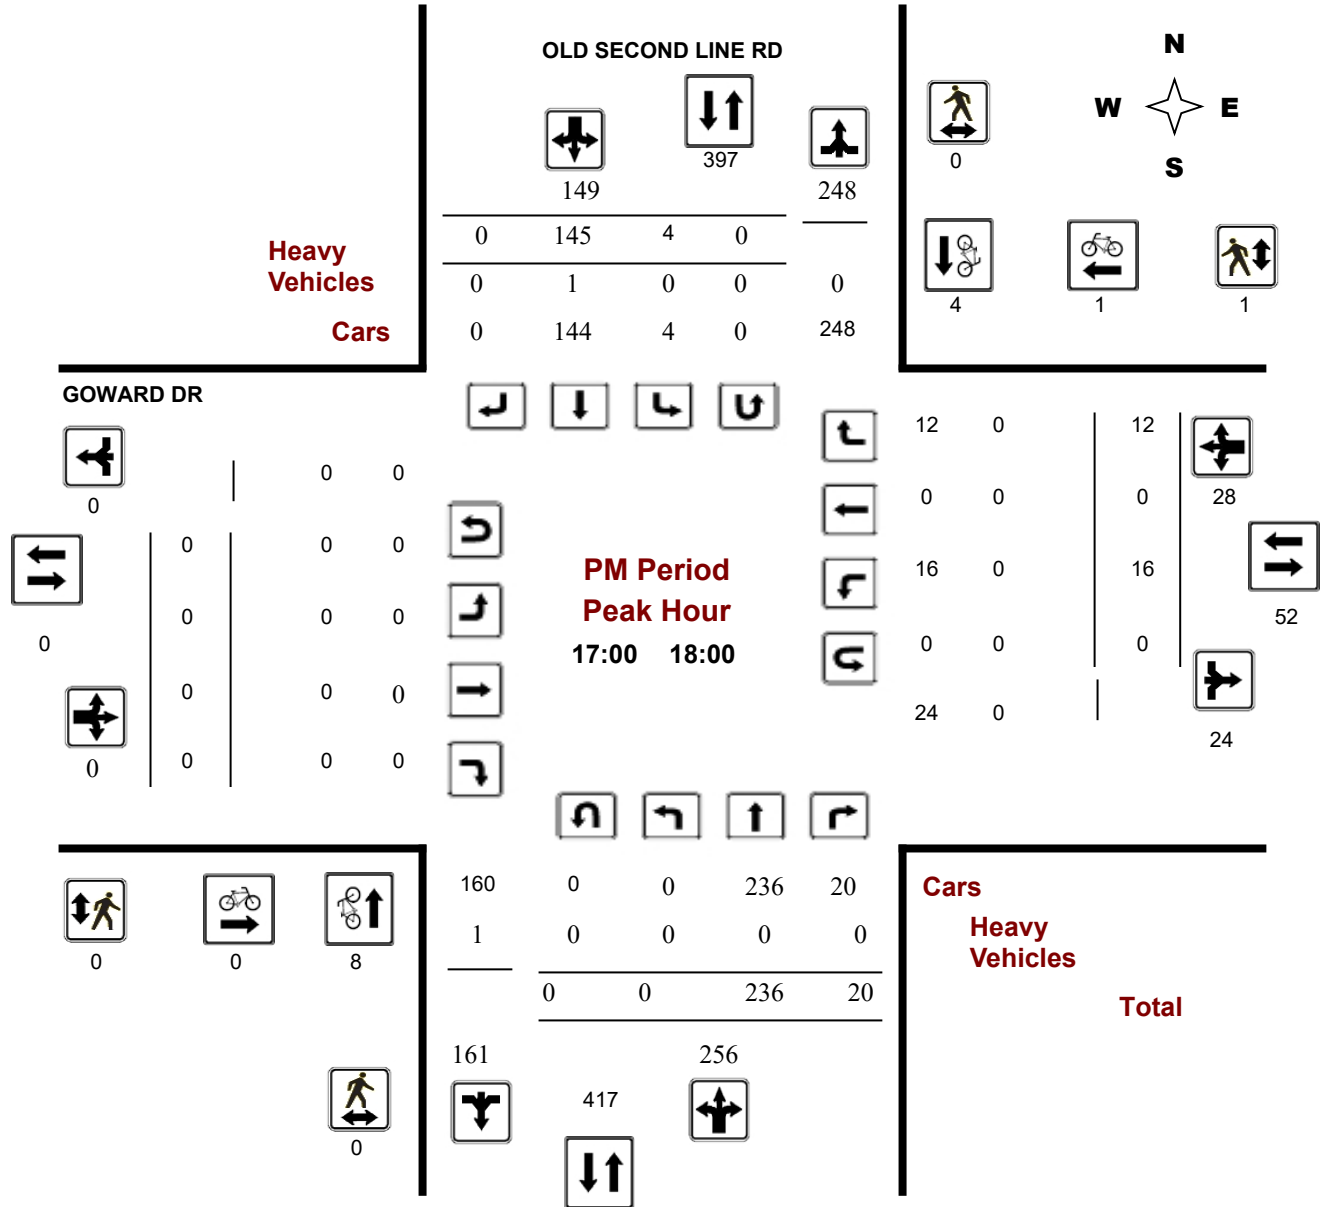 OLD SECOND LINE RD
N
W E
S
397
0
149 248
0 145 4 0
Heavy
Vehicles
0 1 0 0 0
4 1 1
Cars
0 144 4 0 248
GOWARD DR
12 0 12
0 0
0
0 0 0
28
0 0 0
PM Period
Peak Hour
16 0 16
0 0 0
52
0
17:00 18:00
0 0 0
0 0 0
24 0
24
0 0 0
0
160 0 0 236 20
Cars
1 0 0 0 0
Heavy
Vehicles
0 0 8
0 0 236 20
Total
161 256
417
0